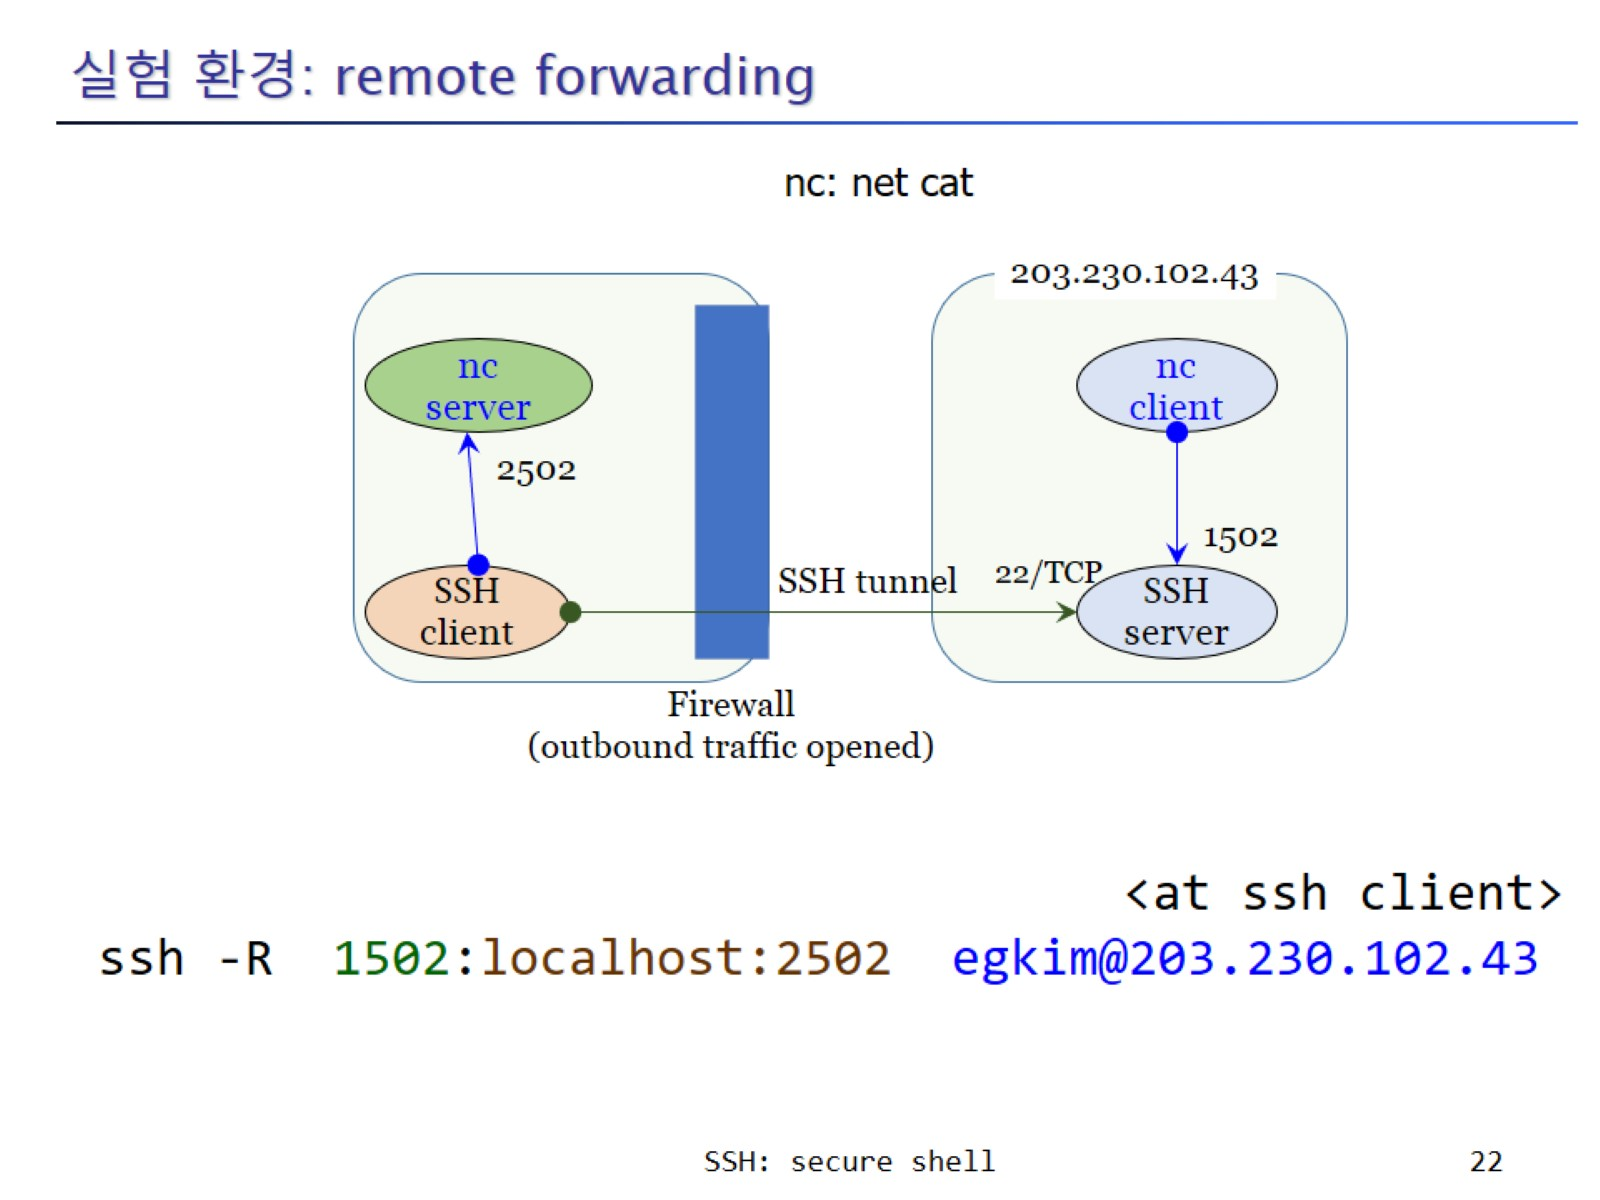 실험 환경: remote forwarding
nc: net cat
203.230.102.43
nc
server
nc
client
2502
1502
SSH
client
SSH tunnel
22/TCP
SSH
server
Firewall
(outbound traffic opened)
<at ssh client>
ssh -R 1502:localhost:2502 egkim@203.230.102.43
SSH: secure shell
22